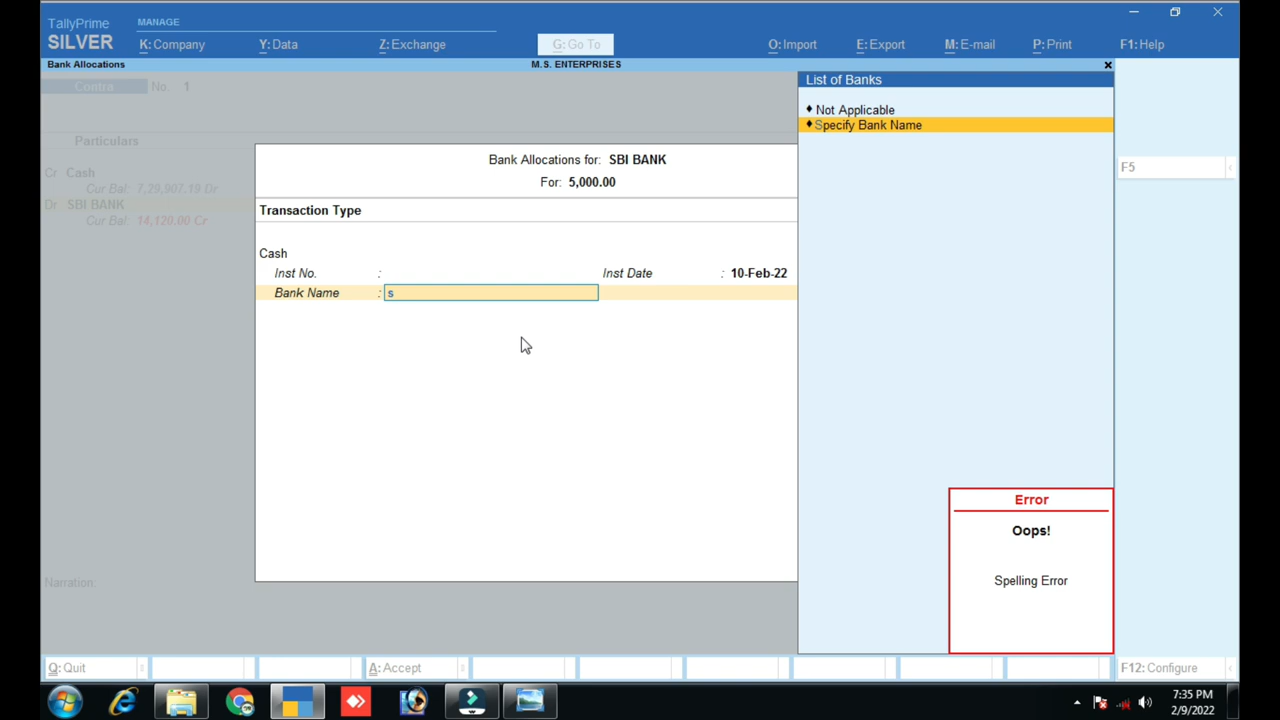 TallyPrime
MANAGE
SILVER
K: Company
Y: Data
Z: Exchange
G: Go To
O: Import
E: Export
M: E-mail
P: Print
F1: Help
Bank Allocations
M.S. ENTERPRISES
List of Banks
Contra No. 1
Not Applicable
Specify Bank Name
Particulars
Bank Allocations for: SBI BANK
For: 5,000.00
F5
Cr Cash
Cur Bal: 7,29,907.19 Dr
Dr SBI BANK
Cur Bal: 14,120.00 Cr
Transaction Type
Cash
Inst No. :
Inst Date : 10-Feb-22
Bank Name : s
Error
Oops!
Spelling Error
Narration:
Q: Quit
A: Accept
F12: Configure
7:35 PM
2/9/2022